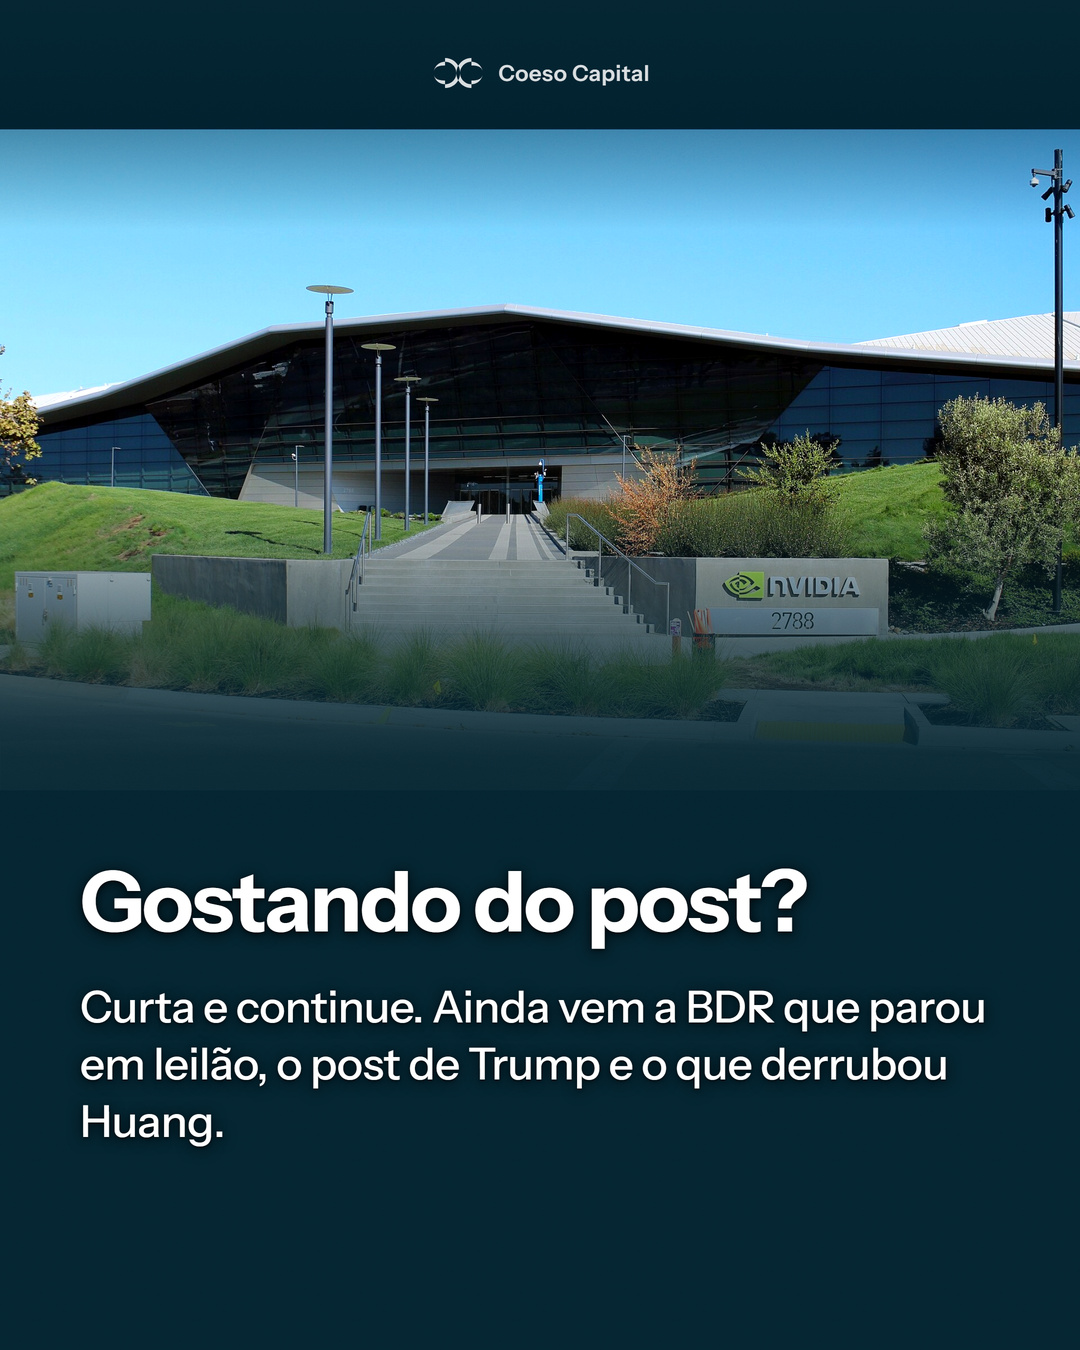 Coeso Capital
NVIDIA
2788
Gostando do post?
Curta e continue. Ainda vem a BDR que parou
em leilão, o post de Trump e o que derrubou
Huang.